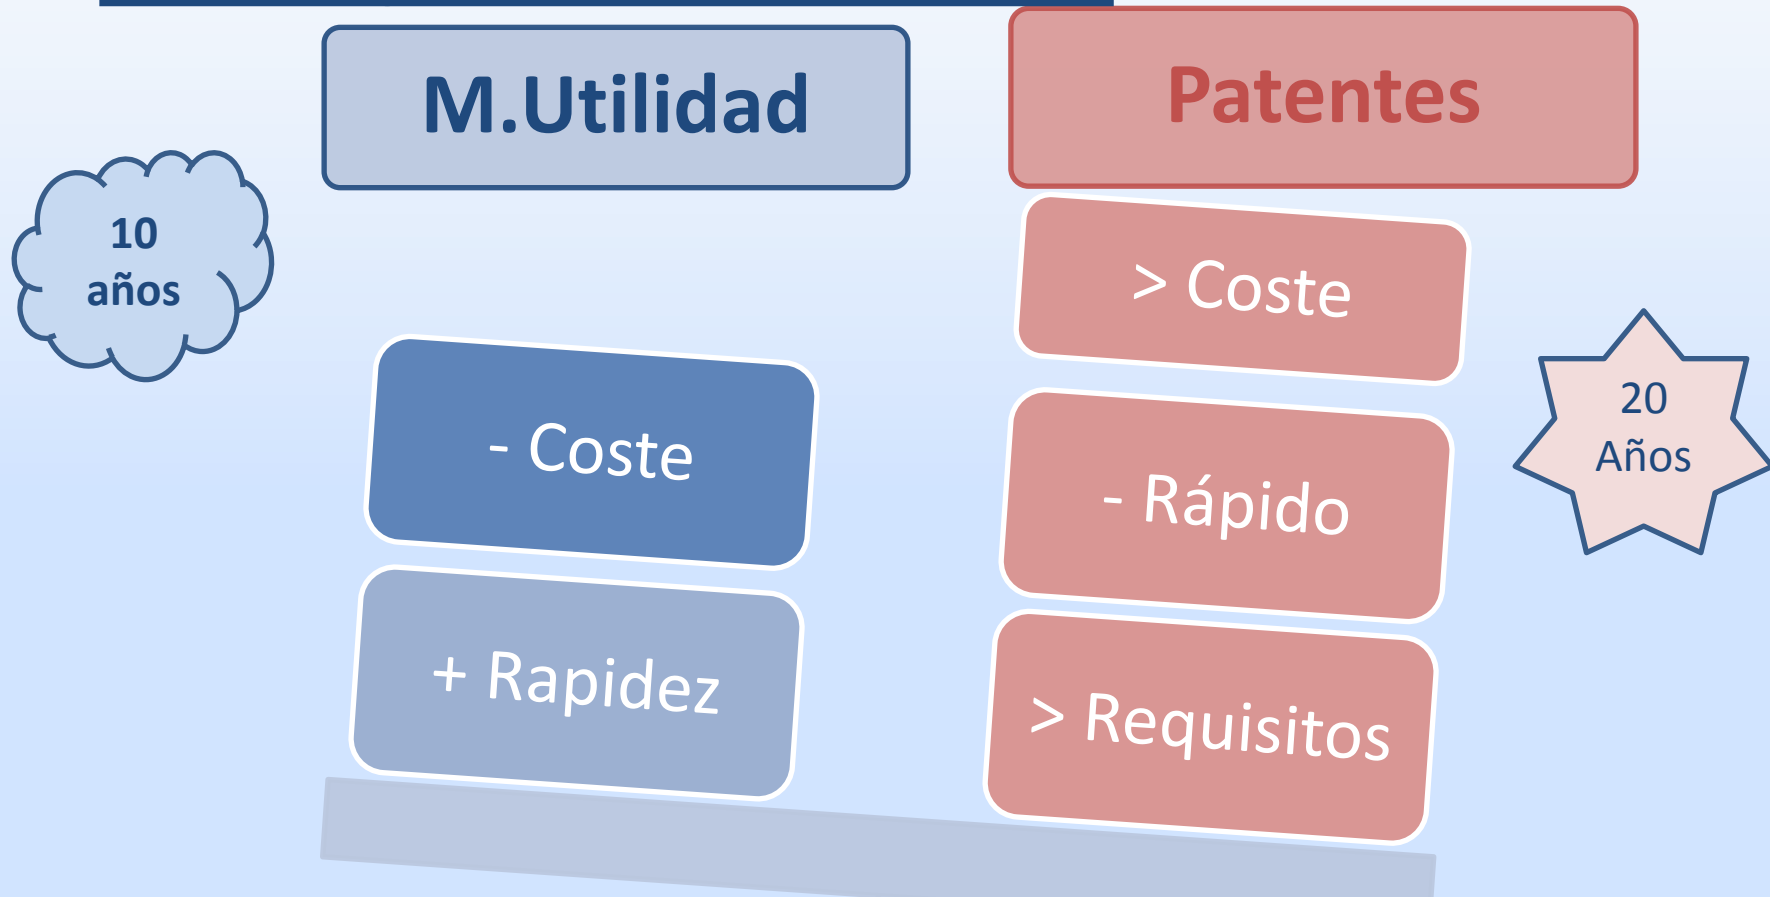 M.Utilidad
Patentes
10
años
- Coste
+ Rapidez
> Coste
- Rápido
> Requisitos
20
Años